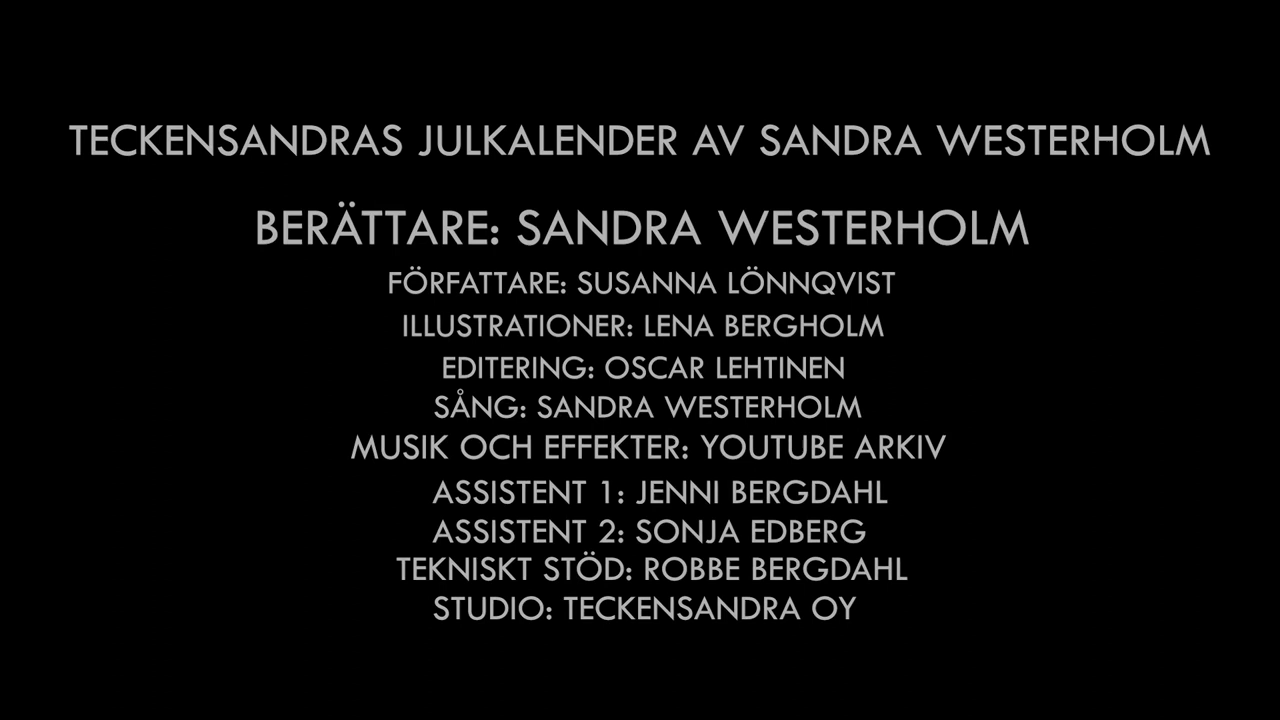 TECKENSANDRAS JULKALENDER AV SANDRA WESTERHOLM
BERÄTTARE: SANDRA WESTERHOLM
FÖRFATTARE: SUSANNA LÖNNQVIST
ILLUSTRATIONER: LENA BERGHOLM
EDITERING: OSCAR LEHTINEN
SÅNG: SANDRA WESTERHOLM
MUSIK OCH EFFEKTER: YOUTUBE ARKIV
ASSISTENT 1: JENNI BERGDAHL
ASSISTENT 2: SONJA EDBERG
TEKNISKT STÖD: ROBBE BERGDAHL
STUDIO: TECKENSANDRA OY